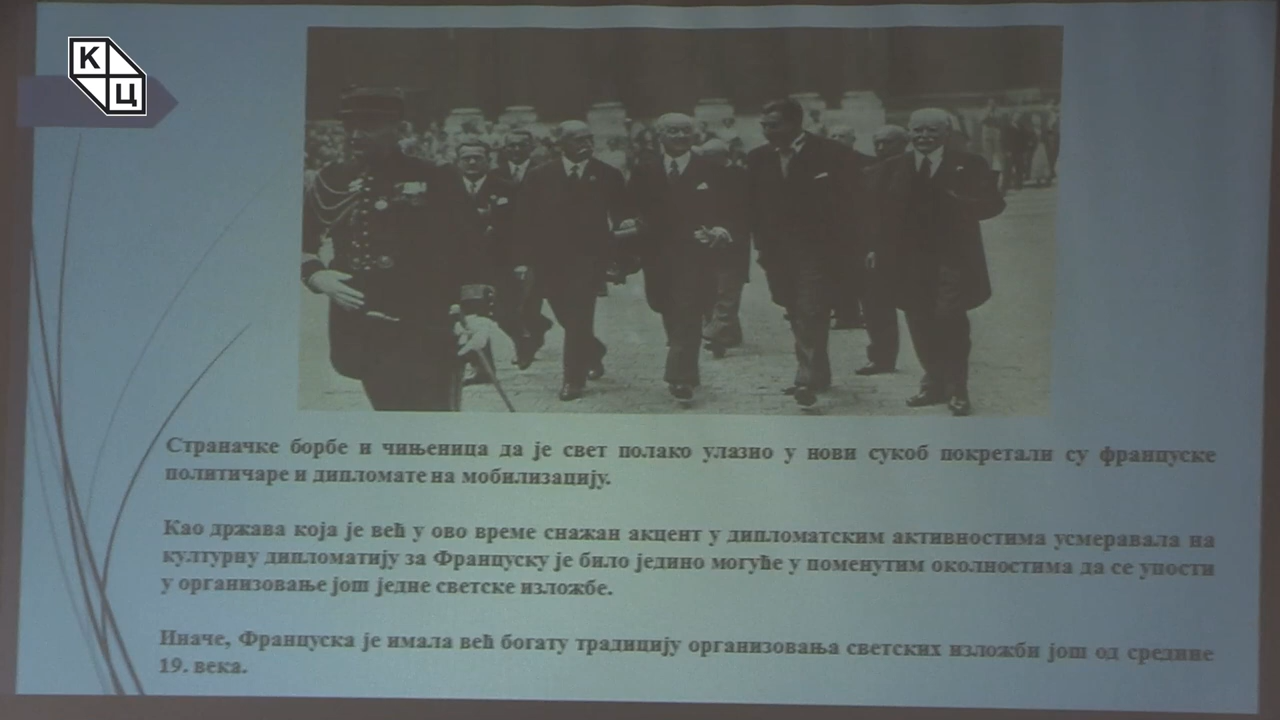 К
Ц
Страначке борбе и чињеница да је свет полако улазио у нови сукоб покретали су француске
политичаре и дипломате на мобилизацију.
Као држава која је већ у ово време снажан акцент у дипломатским активностима усмеравала на
културну дипломатију за Француску је било једино могуће у поменутим околностима да се упости
у организовање још једне светске изложбе.
Иначе, Француска је имала већ богату традицију организовања светских изложби још од средине
19. века.